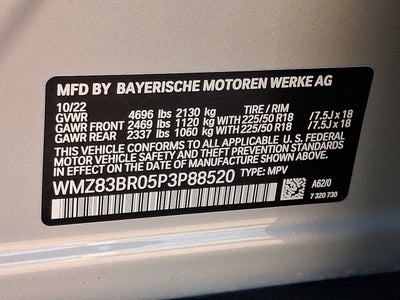 MFD BY BAYERISCHE MOTOREN WERKE AG
10/22
GVWR 4696 lbs 2130 kg TIRE / RIM
GAWR FRONT 2469 lbs 1120 kg WITH 225/50 R18 /7.5J x 18
GAWR REAR 2337 lbs 1060 kg WITH 225/50 R18 /7.5J x 18
THIS VEHICLE CONFORMS TO ALL APPLICABLE U.S. FEDERAL
MOTOR VEHICLE SAFETY STANDARDS IN EFFECT ON THE
DATE OF MANUFACTURE SHOWN ABOVE.
WMZ83BR05P3P88520 TYPE: MPV
A62/0
7 320 730